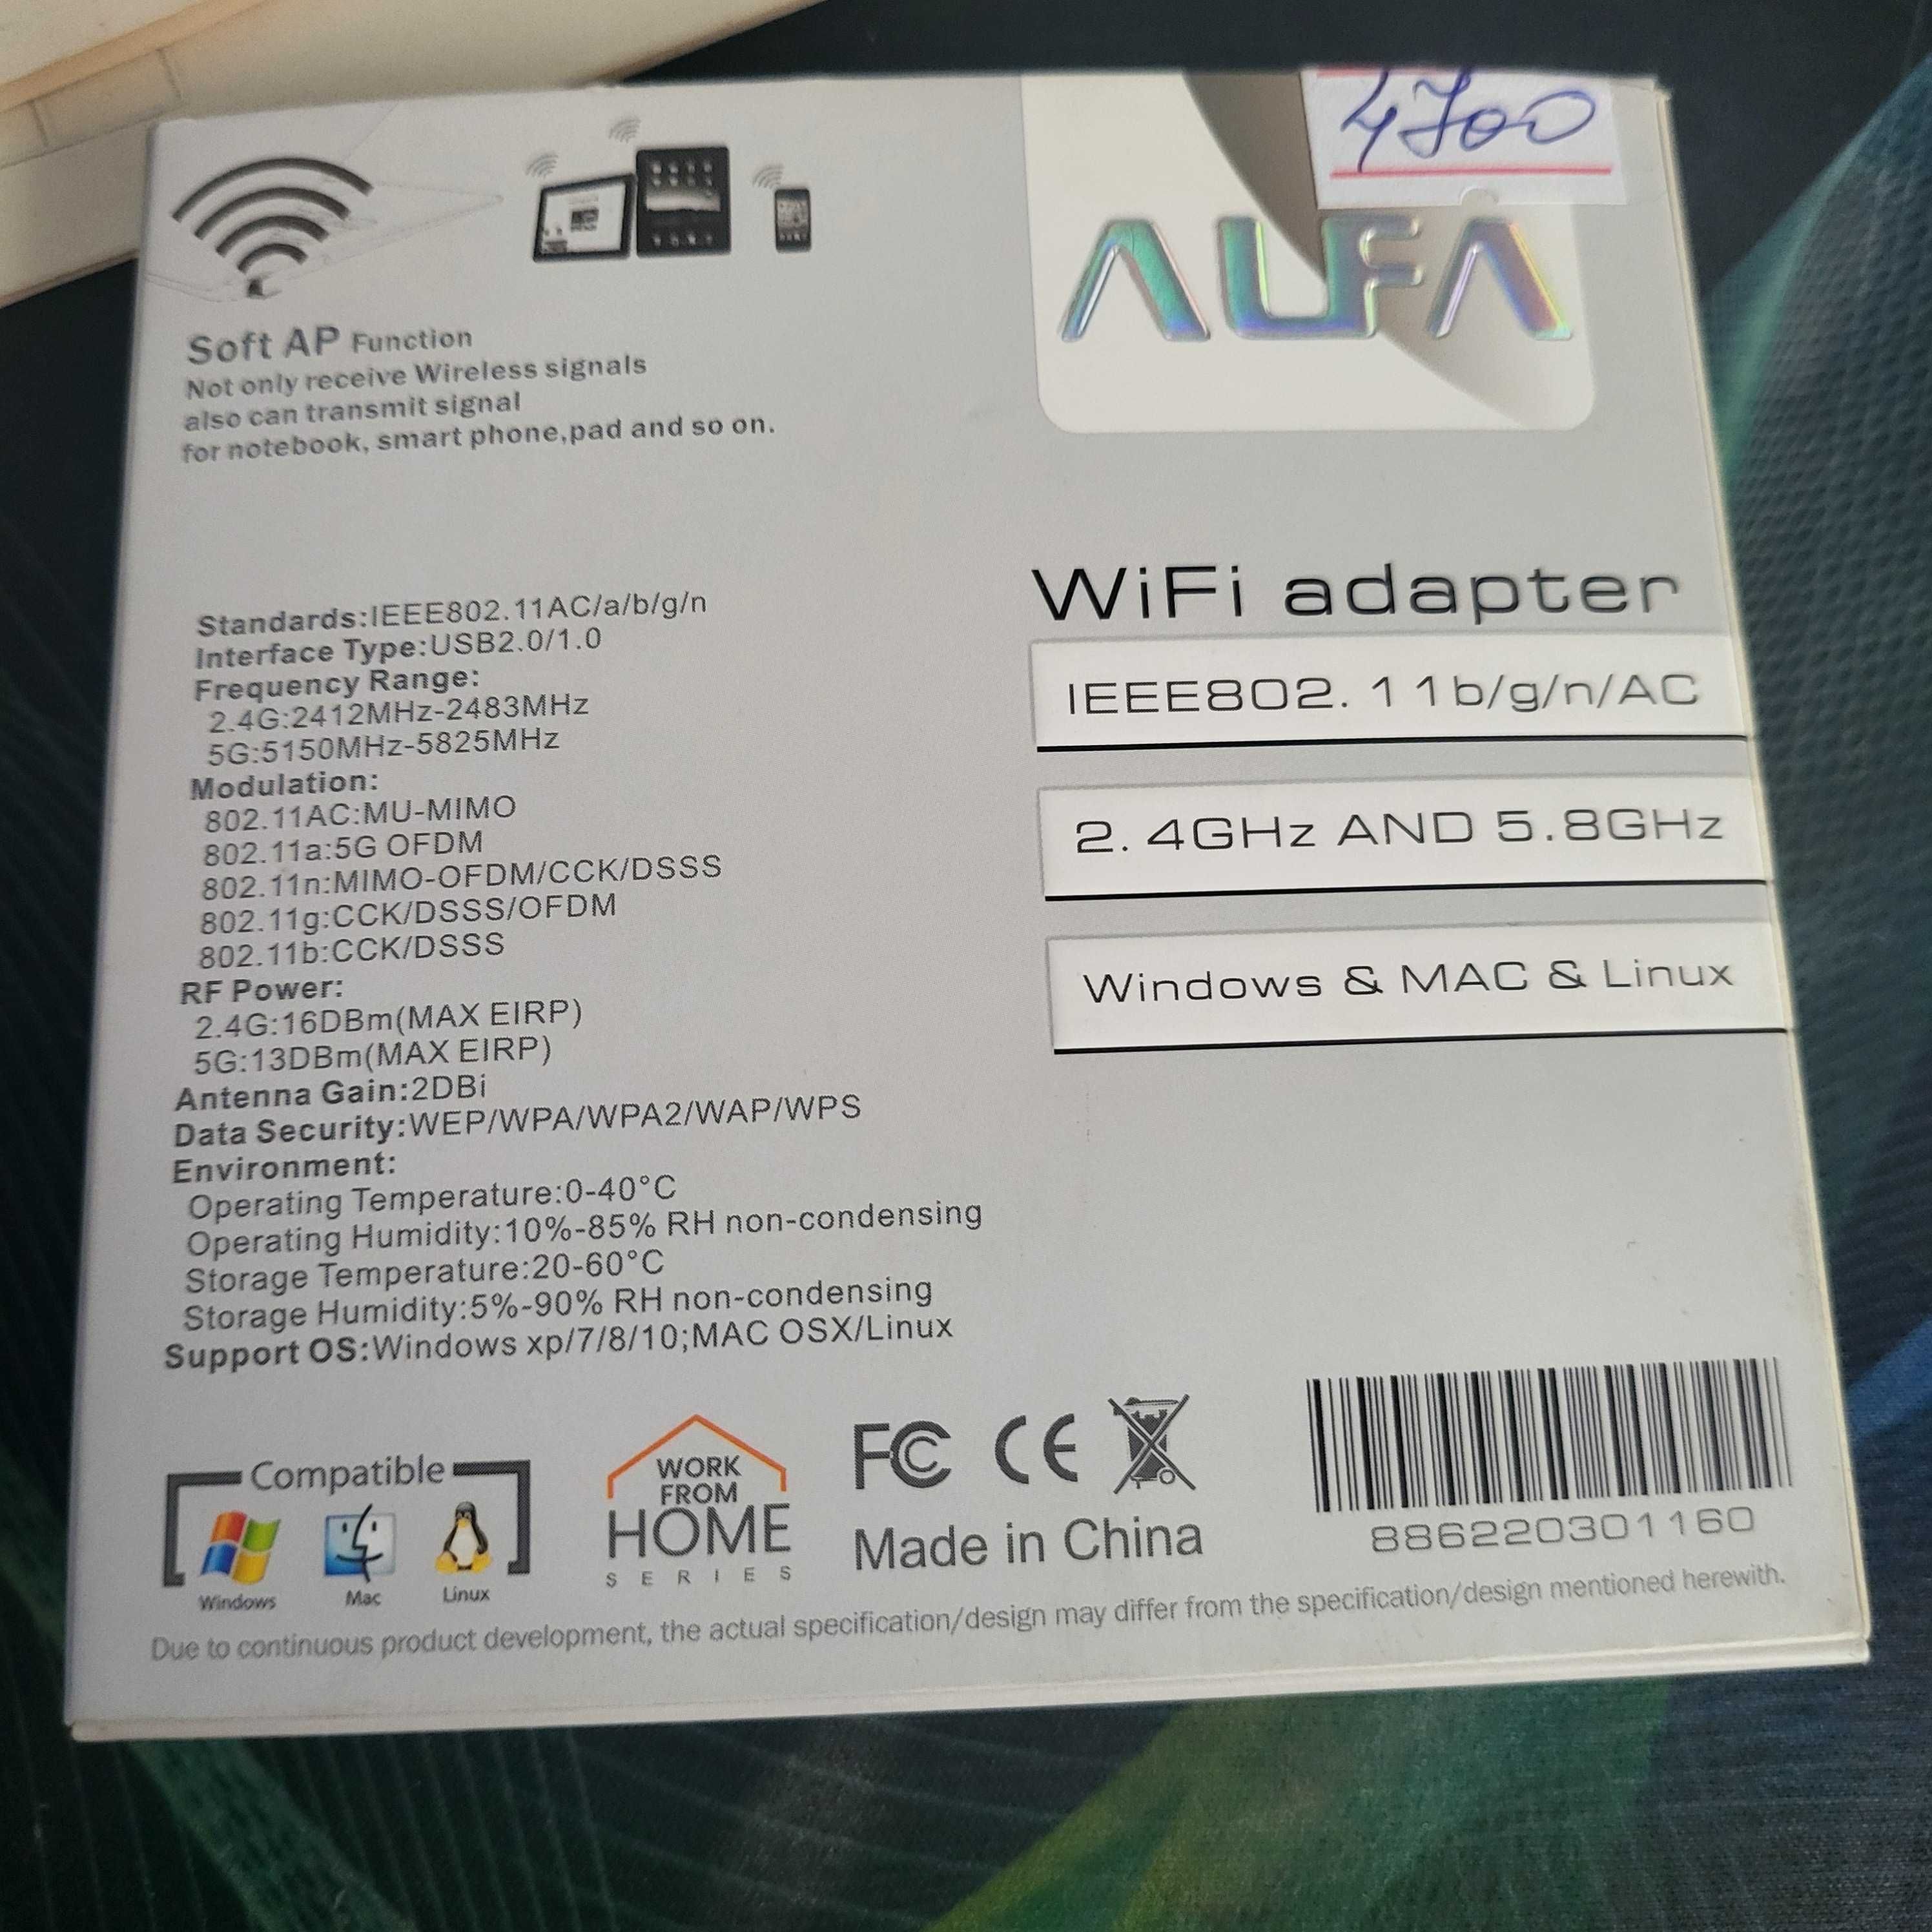 4700
ALFA
Soft AP Function
Not only receive Wireless signals
also can transmit signal
for notebook, smart phone,pad and so on.
WiFi adapter
IEEE802.11b/g/n/AC
2.4GHz AND 5.8GHz
Windows & MAC & Linux
Standards:IEEE802.11AC/a/b/g/n
Interface Type:USB2.0/1.0
Frequency Range:
2.4G:2412MHz-2483MHz
5G:5150MHz-5825MHz
Modulation:
802.11AC:MU-MIMO
802.11a:5G OFDM
802.11n:MIMO-OFDM/CCK/DSSS
802.11g:CCK/DSSS/OFDM
802.11b:CCK/DSSS
RF Power:
2.4G:16DBm(MAX EIRP)
5G:13DBm(MAX EIRP)
Antenna Gain:2DBi
Data Security:WEP/WPA/WPA2/WAP/WPS
Environment:
Operating Temperature:0-40°C
Operating Humidity:10%-85% RH non-condensing
Storage Temperature:20-60°C
Storage Humidity:5%-90% RH non-condensing
Support OS:Windows xp/7/8/10;MAC OSX/Linux
Compatible
Windows
Mac
Linux
WORK
FROM
HOME
SERIES
FC CE
Made in China
886220301160
Due to continuous product development, the actual specification/design may differ from the specification/design mentioned herewith.